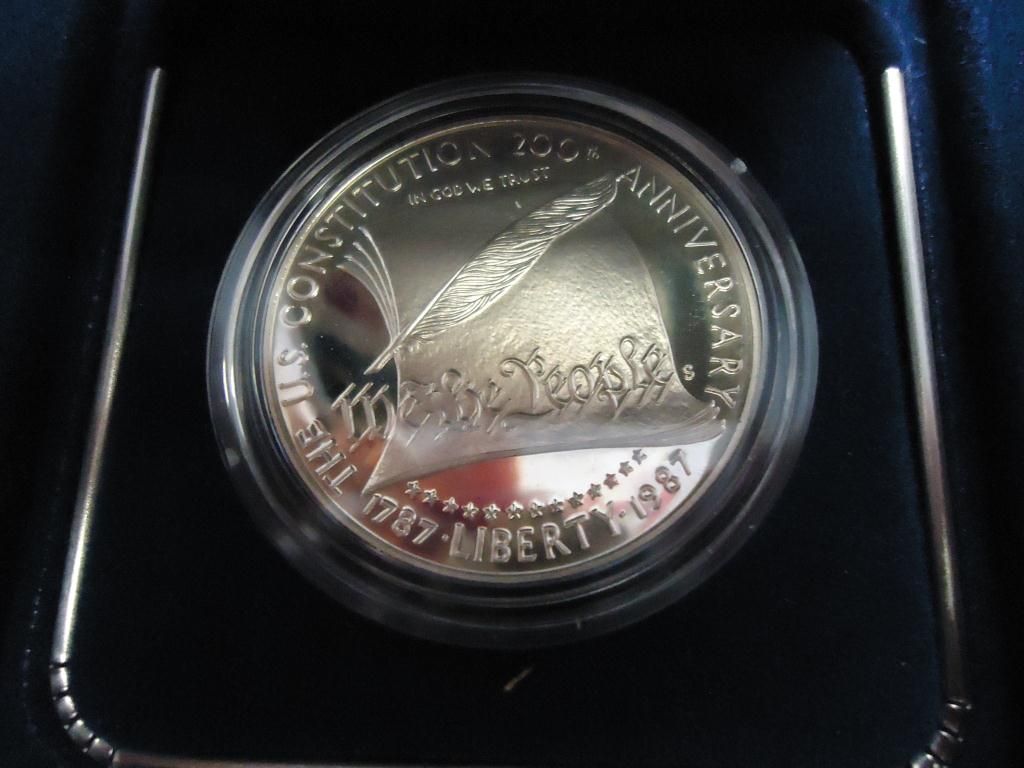 THE U.S. CONSTITUTION 200th ANNIVERSARY
IN GOD WE TRUST
We the People
S
1787 · LIBERTY · 1987